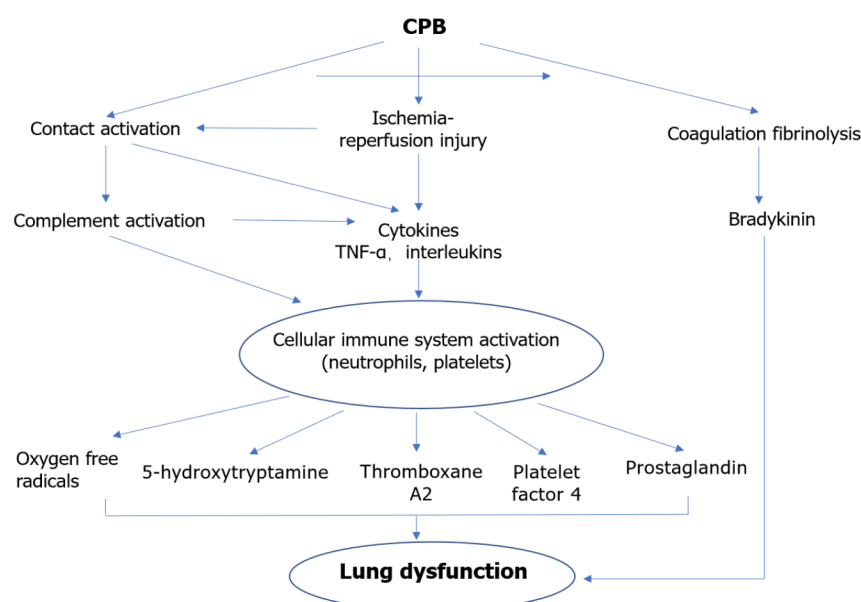 CPB
Contact activation
Ischemia-
reperfusion injury
Coagulation fibrinolysis
Complement activation
Cytokines
TNF-α, interleukins
Bradykinin
Cellular immune system activation
(neutrophils, platelets)
Oxygen free
radicals
5-hydroxytryptamine
Thromboxane
A2
Platelet
factor 4
Prostaglandin
Lung dysfunction